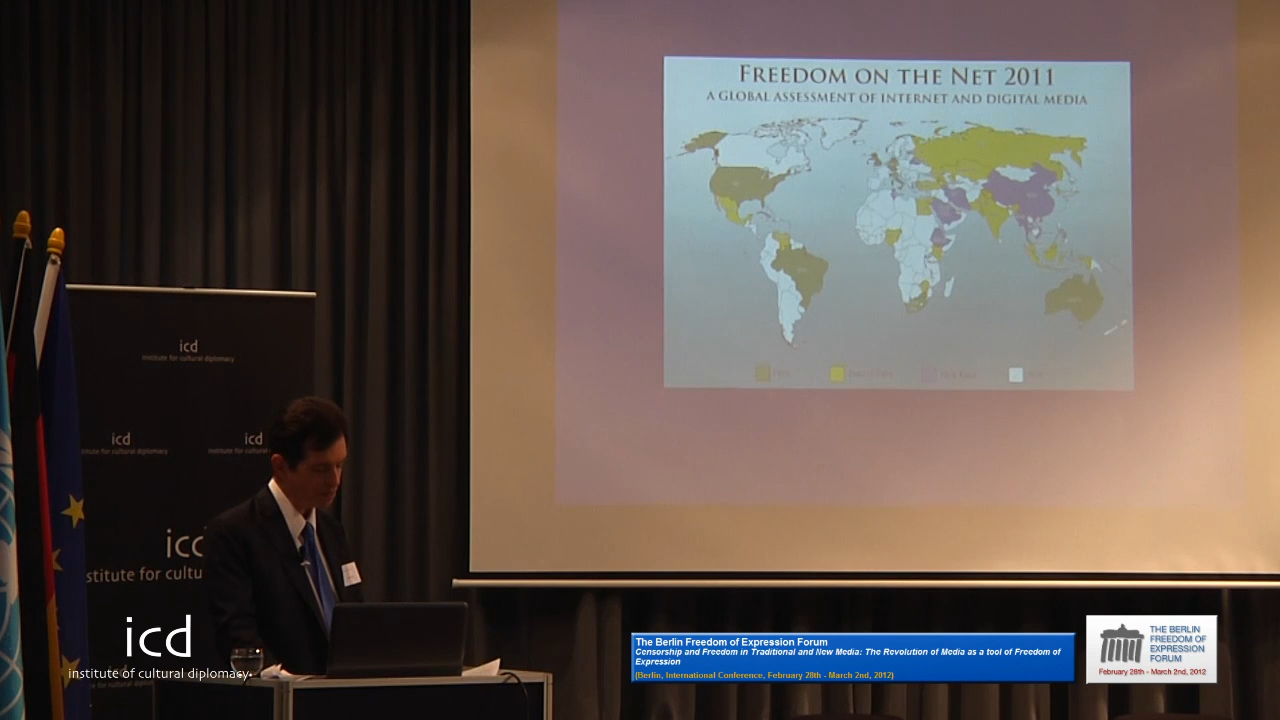 FREEDOM ON THE NET 2011
A GLOBAL ASSESSMENT OF INTERNET AND DIGITAL MEDIA
icd
institute for cultural diplomacy
icd
institute for cultural diplomacy
icd
institute for cultural
icd
stitute for cultu
icd
institute of cultural diplomacy
The Berlin Freedom of Expression Forum
Censorship and Freedom in Traditional and New Media: The Revolution of Media as a tool of Freedom of
Expression
(Berlin, International Conference, February 28th - March 2nd, 2012)
THE BERLIN
FREEDOM OF
EXPRESSION
FORUM
February 28th - March 2nd, 2012